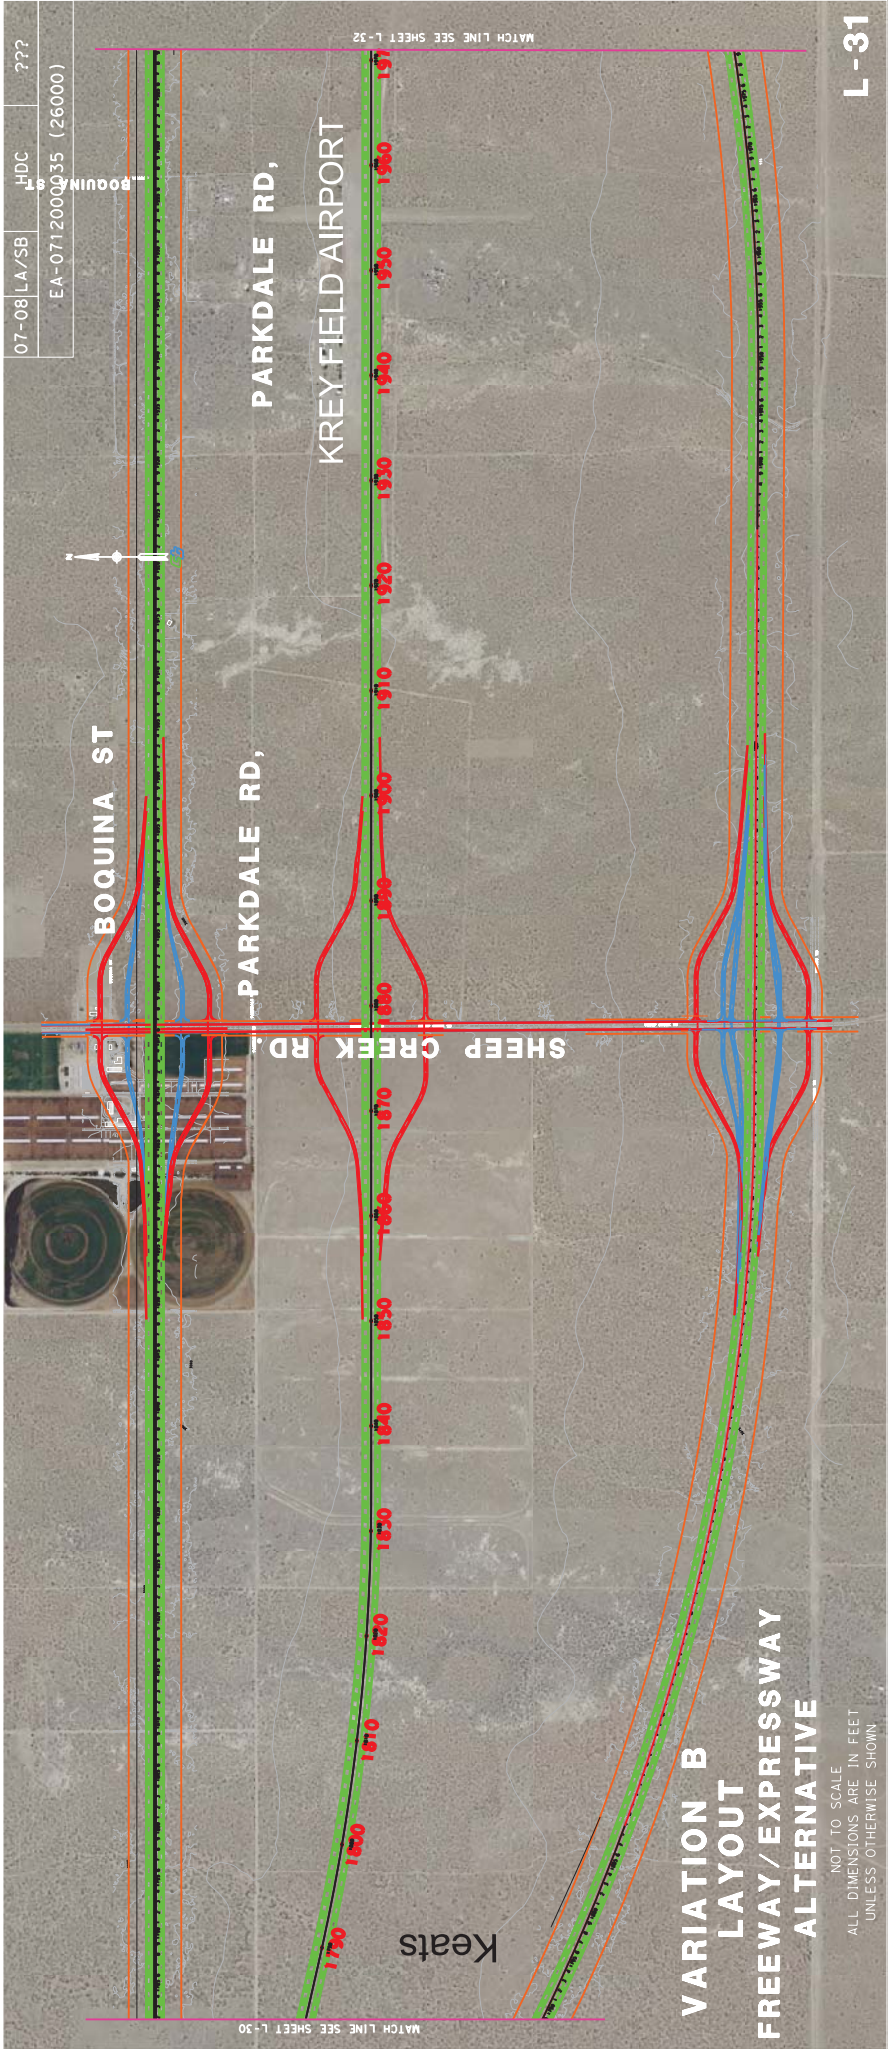 07-08 LA/SB HDC ???
EA-0712000035 (26000)
MATCH LINE SEE SHEET L-32
L-31
BOQUINA ST
PARKDALE RD,
KREY FIELD AIRPORT
197
1960
1950
1940
1930
1920
1910
1900
1890
1880
1870
1860
1850
1840
1830
1820
1810
1800
1790
N
BOQUINA ST
PARKDALE RD,
SHEEP CREEK RD.
Keats
VARIATION B
LAYOUT
FREEWAY/EXPRESSWAY
ALTERNATIVE
NOT TO SCALE
ALL DIMENSIONS ARE IN FEET
UNLESS OTHERWISE SHOWN
MATCH LINE SEE SHEET L-30